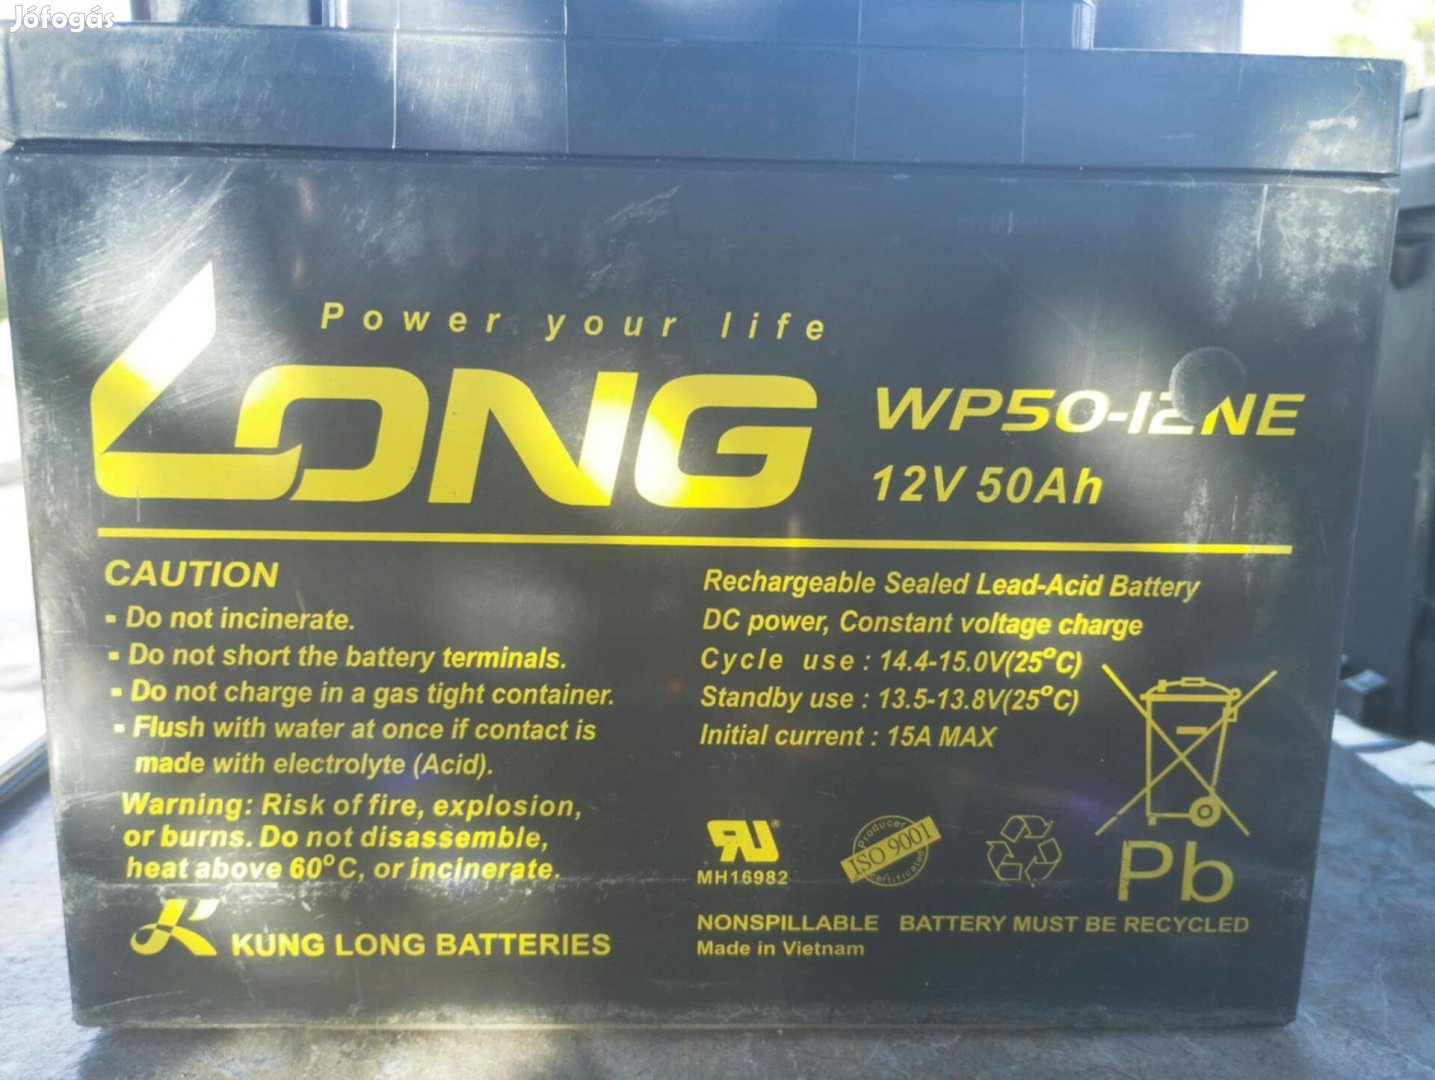 Jófogás
Power your life
LONG
WP50-12NE
12V 50Ah
CAUTION
- Do not incinerate.
- Do not short the battery terminals.
- Do not charge in a gas tight container.
- Flush with water at once if contact is
made with electrolyte (Acid).
Warning: Risk of fire, explosion,
or burns. Do not disassemble,
heat above 60°C, or incinerate.
KUNG LONG BATTERIES
Rechargeable Sealed Lead-Acid Battery
DC power, Constant voltage charge
Cycle use : 14.4-15.0V(25°C)
Standby use : 13.5-13.8V(25°C)
Initial current : 15A MAX
MH16982
Producer
ISO 9001
Certificated
Pb
NONSPILLABLE BATTERY MUST BE RECYCLED
Made in Vietnam